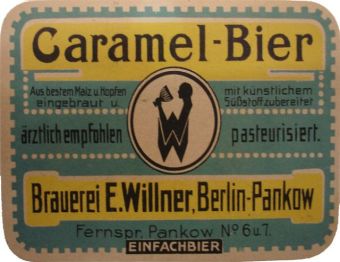 Caramel-Bier
Aus bestem Malz u. Hopfen
eingebraut u.
mit künstlichem
Süßstoff zubereitet
ärztlich empfohlen
pasteurisiert.
Brauerei E. Willner, Berlin-Pankow
Fernspr. Pankow No 6 u. 7.
EINFACHBIER